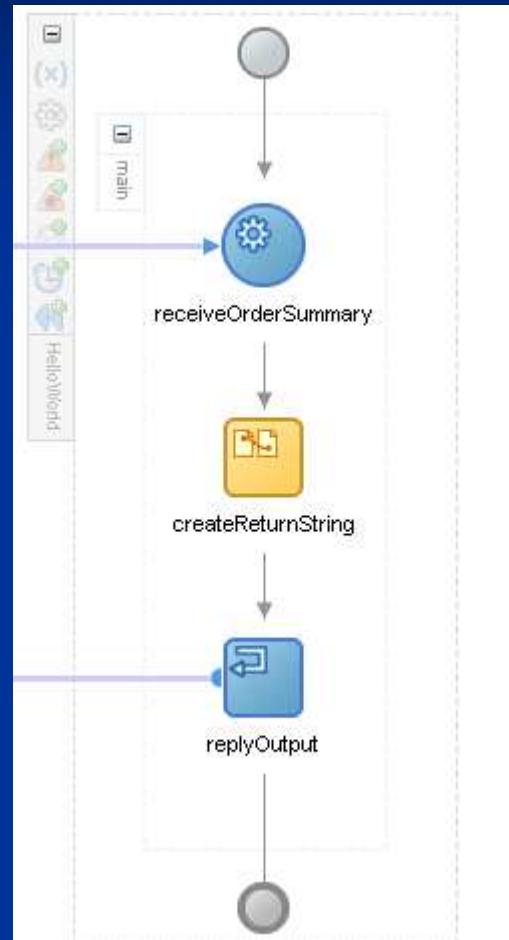 (x)
main
receiveOrderSummary
HelloWorld
createReturnString
replyOutput